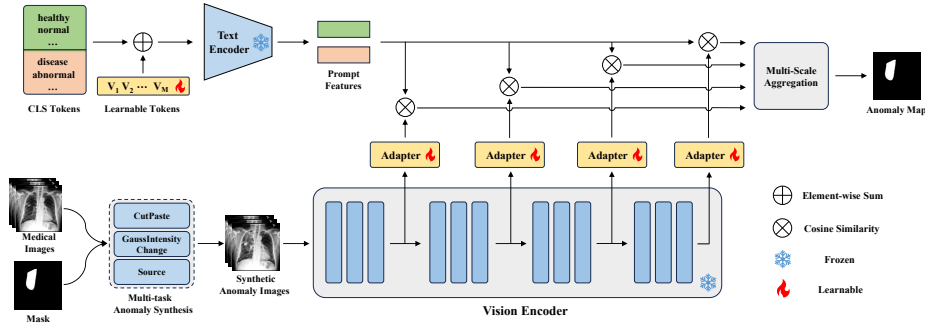 healthy
normal
...
disease
abnormal
...
CLS Tokens
V1 V2 ··· VM
Learnable Tokens
Text
Encoder
Prompt
Features
Multi-Scale
Aggregation
Anomaly Map
Adapter
Adapter
Adapter
Adapter
Medical
Images
Mask
CutPaste
GaussIntensity
Change
Source
Multi-task
Anomaly Synthesis
Synthetic
Anomaly Images
Vision Encoder
Element-wise Sum
Cosine Similarity
Frozen
Learnable